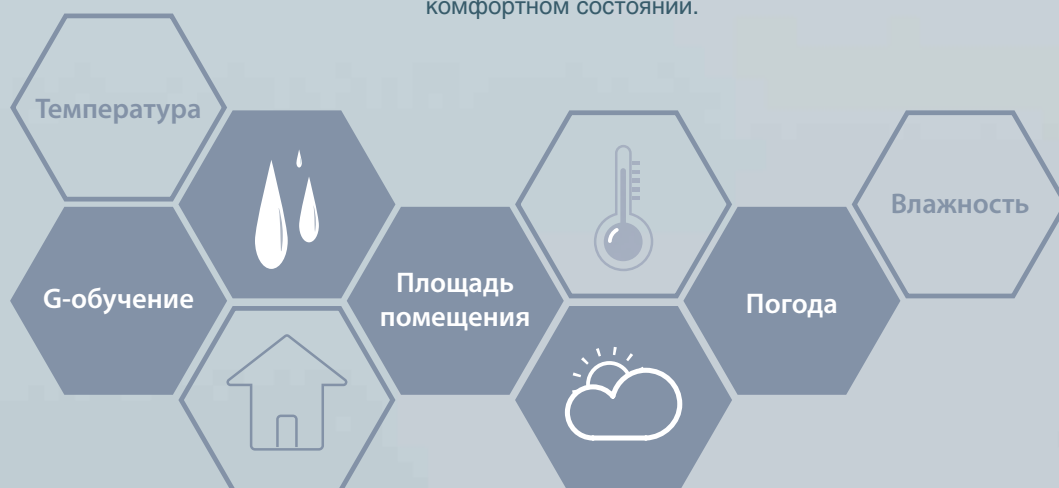 комфортном состоянии.
Температура
Влажность
G-обучение
Площадь
помещения
Погода